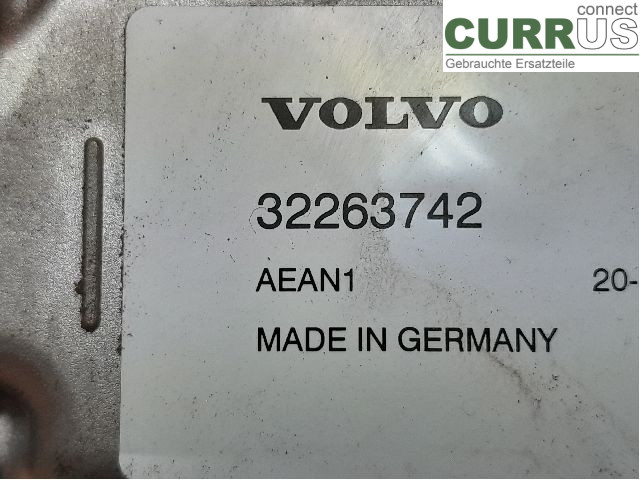 connect
CURRUS
Gebrauchte Ersatzteile
VOLVO
32263742
AEAN1 20-
MADE IN GERMANY